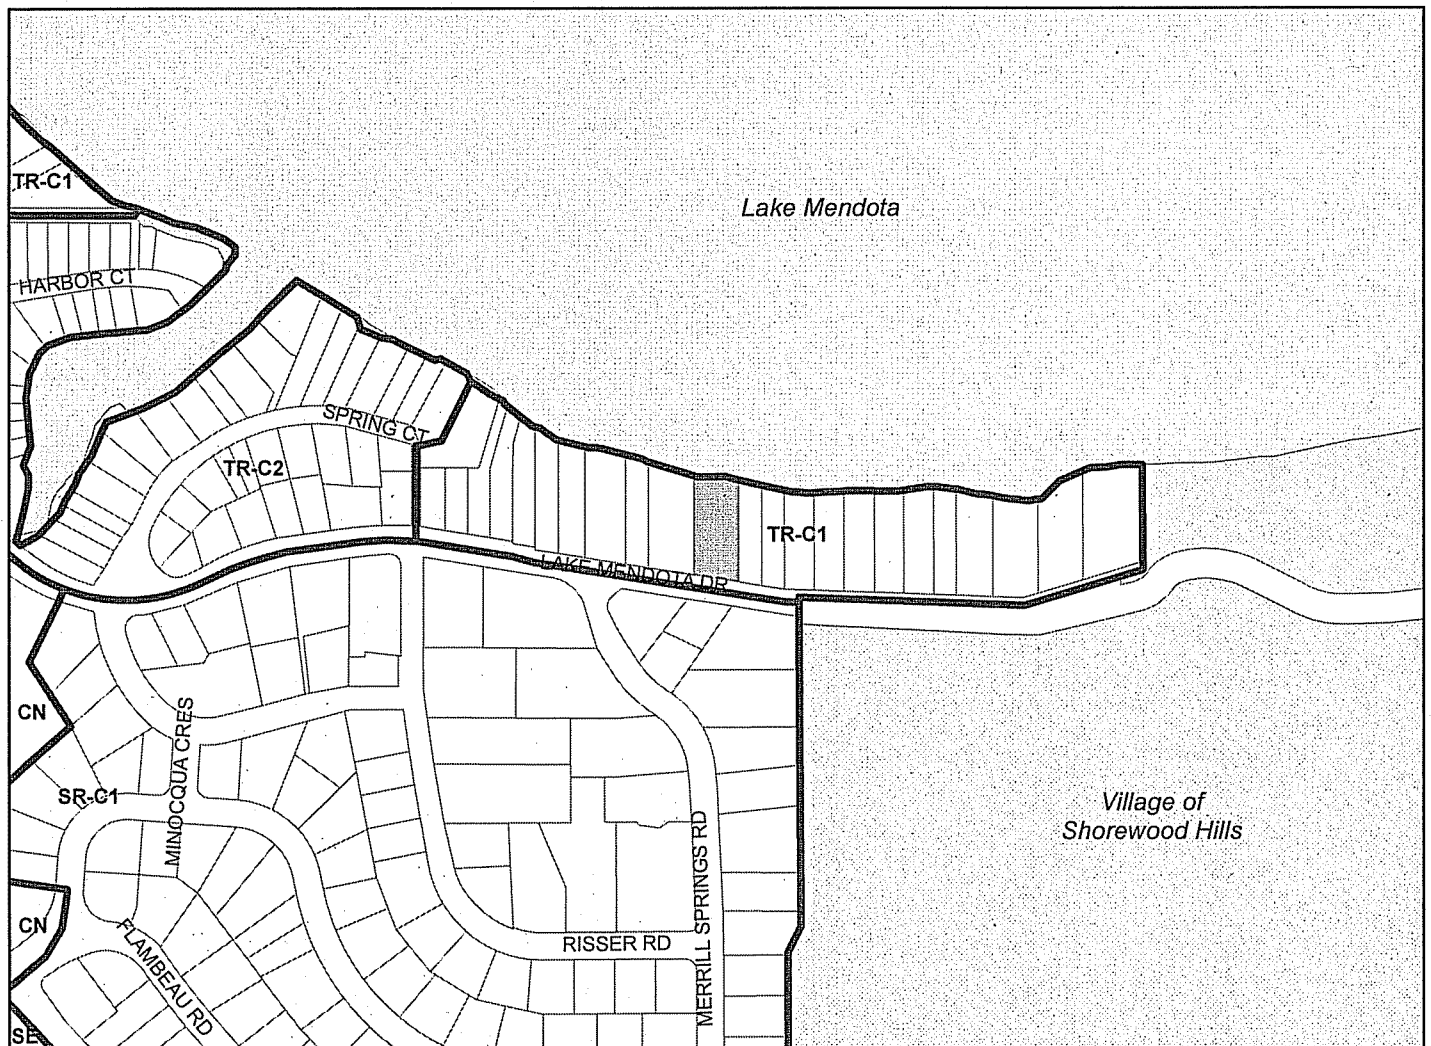 TR-C1
Lake Mendota
HARBOR CT
SPRING CT
TR-C2
TR-C1
LAKE MENDOTA DR
CN
MINOCQUA CRES
SR-C1
Village of
Shorewood Hills
MERRILL SPRINGS RD
CN
FLAMBEAU RD
RISSER RD
SE